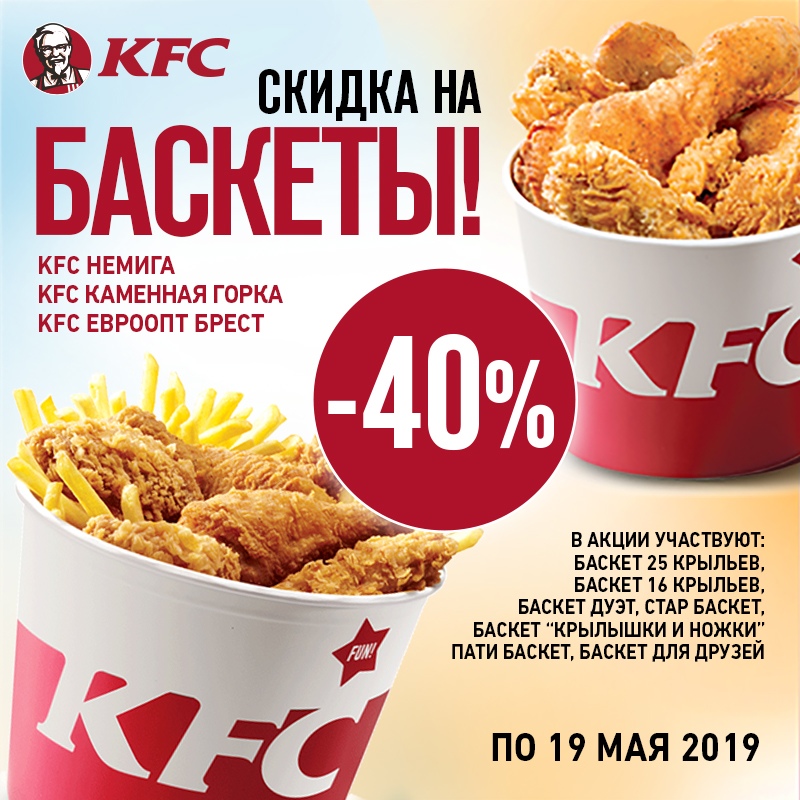 KFC
СКИДКА НА
БАСКЕТЫ!
KFC НЕМИГА
KFC КАМЕННАЯ ГОРКА
KFC ЕВРООПТ БРЕСТ
-40%
KFC
В АКЦИИ УЧАСТВУЮТ:
БАСКЕТ 25 КРЫЛЬЕВ,
БАСКЕТ 16 КРЫЛЬЕВ,
БАСКЕТ ДУЭТ, СТАР БАСКЕТ,
БАСКЕТ “КРЫЛЫШКИ И НОЖКИ”
ПАТИ БАСКЕТ, БАСКЕТ ДЛЯ ДРУЗЕЙ
FUN!
KFC
ПО 19 МАЯ 2019